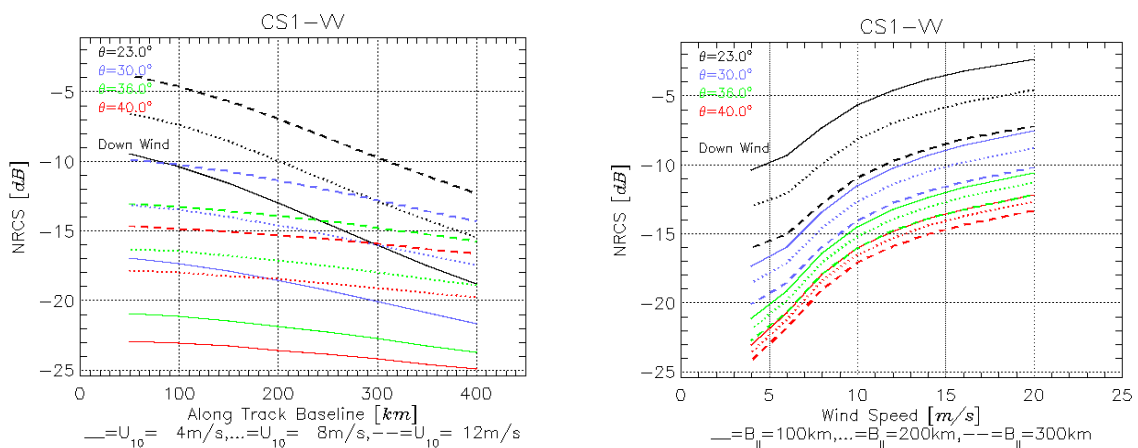 CS1-VV
θ=23.0°
θ=30.0°
θ=36.0°
θ=40.0°
Down Wind
NRCS [dB]
-5
-10
-15
-20
-25
0 100 200 300 400
Along Track Baseline [km]
__=U10= 4m/s,...=U10= 8m/s,--=U10= 12m/s
CS1-VV
θ=23.0°
θ=30.0°
θ=36.0°
θ=40.0°
Down Wind
NRCS [dB]
-5
-10
-15
-20
-25
0 5 10 15 20 25
Wind Speed [m/s]
__=B||=100km,...=B||=200km,--=B||=300km